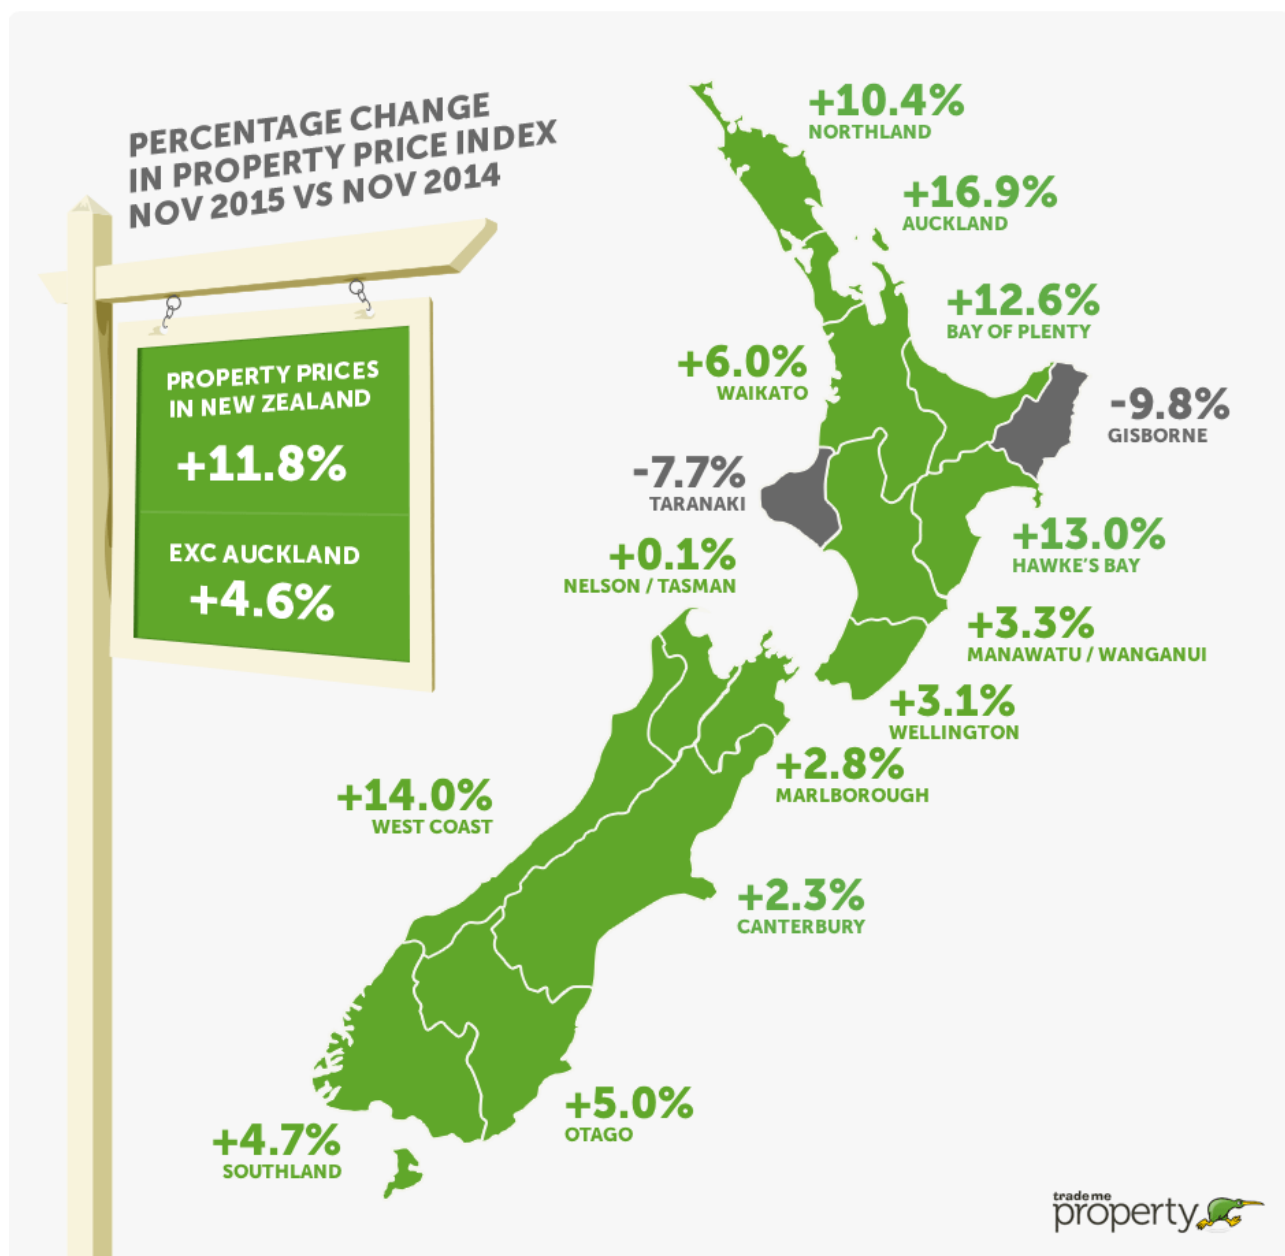 PERCENTAGE CHANGE
IN PROPERTY PRICE INDEX
NOV 2015 VS NOV 2014
PROPERTY PRICES
IN NEW ZEALAND
+11.8%
EXC AUCKLAND
+4.6%
+10.4%
NORTHLAND
+16.9%
AUCKLAND
+12.6%
BAY OF PLENTY
+6.0%
WAIKATO
-9.8%
GISBORNE
-7.7%
TARANAKI
+13.0%
HAWKE'S BAY
+0.1%
NELSON / TASMAN
+3.3%
MANAWATU / WANGANUI
+3.1%
WELLINGTON
+2.8%
MARLBOROUGH
+14.0%
WEST COAST
+2.3%
CANTERBURY
+5.0%
OTAGO
+4.7%
SOUTHLAND
trade me
property